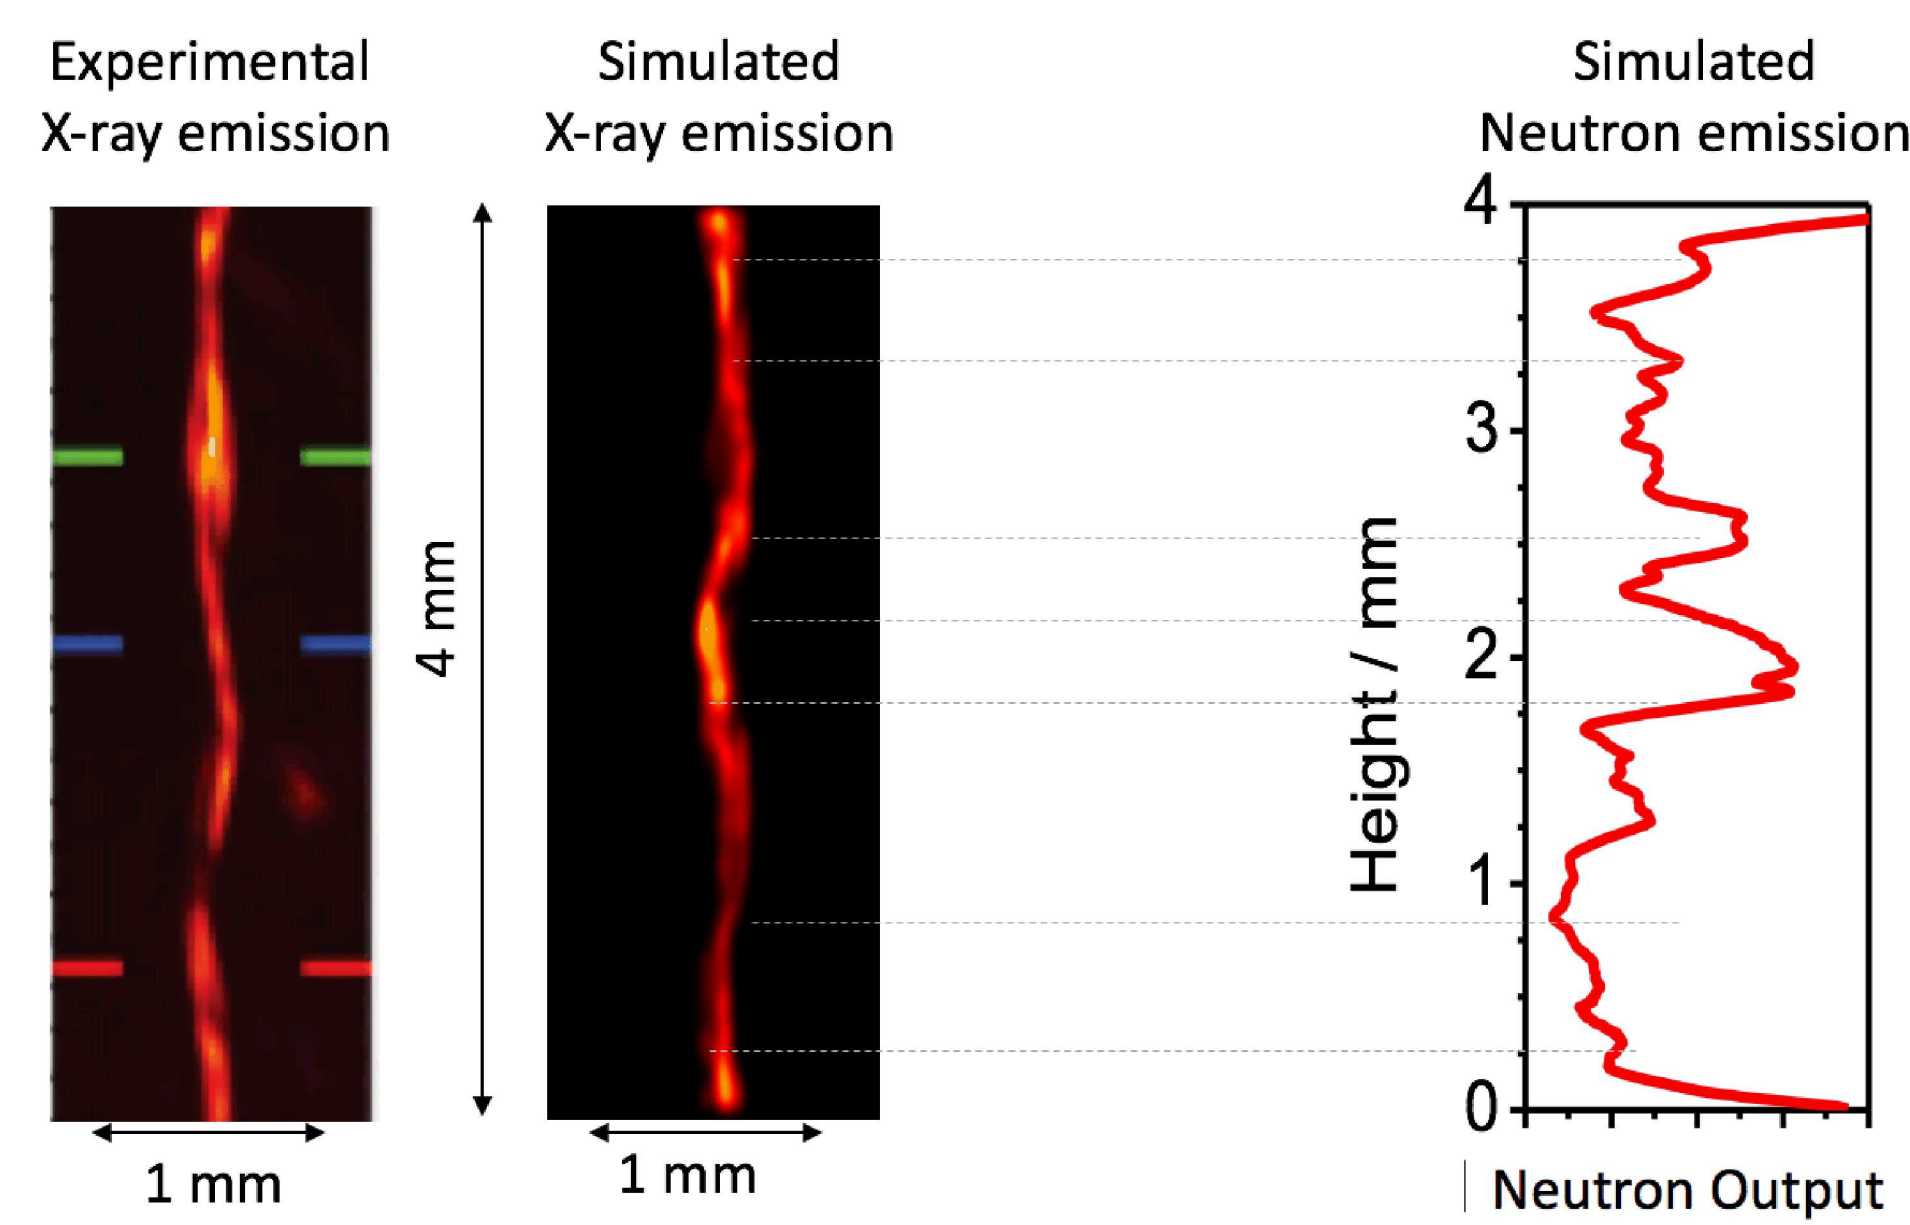 Experimental
X-ray emission
Simulated
X-ray emission
Simulated
Neutron emission
4 mm
1 mm
1 mm
Height / mm
4
3
2
1
0
Neutron Output